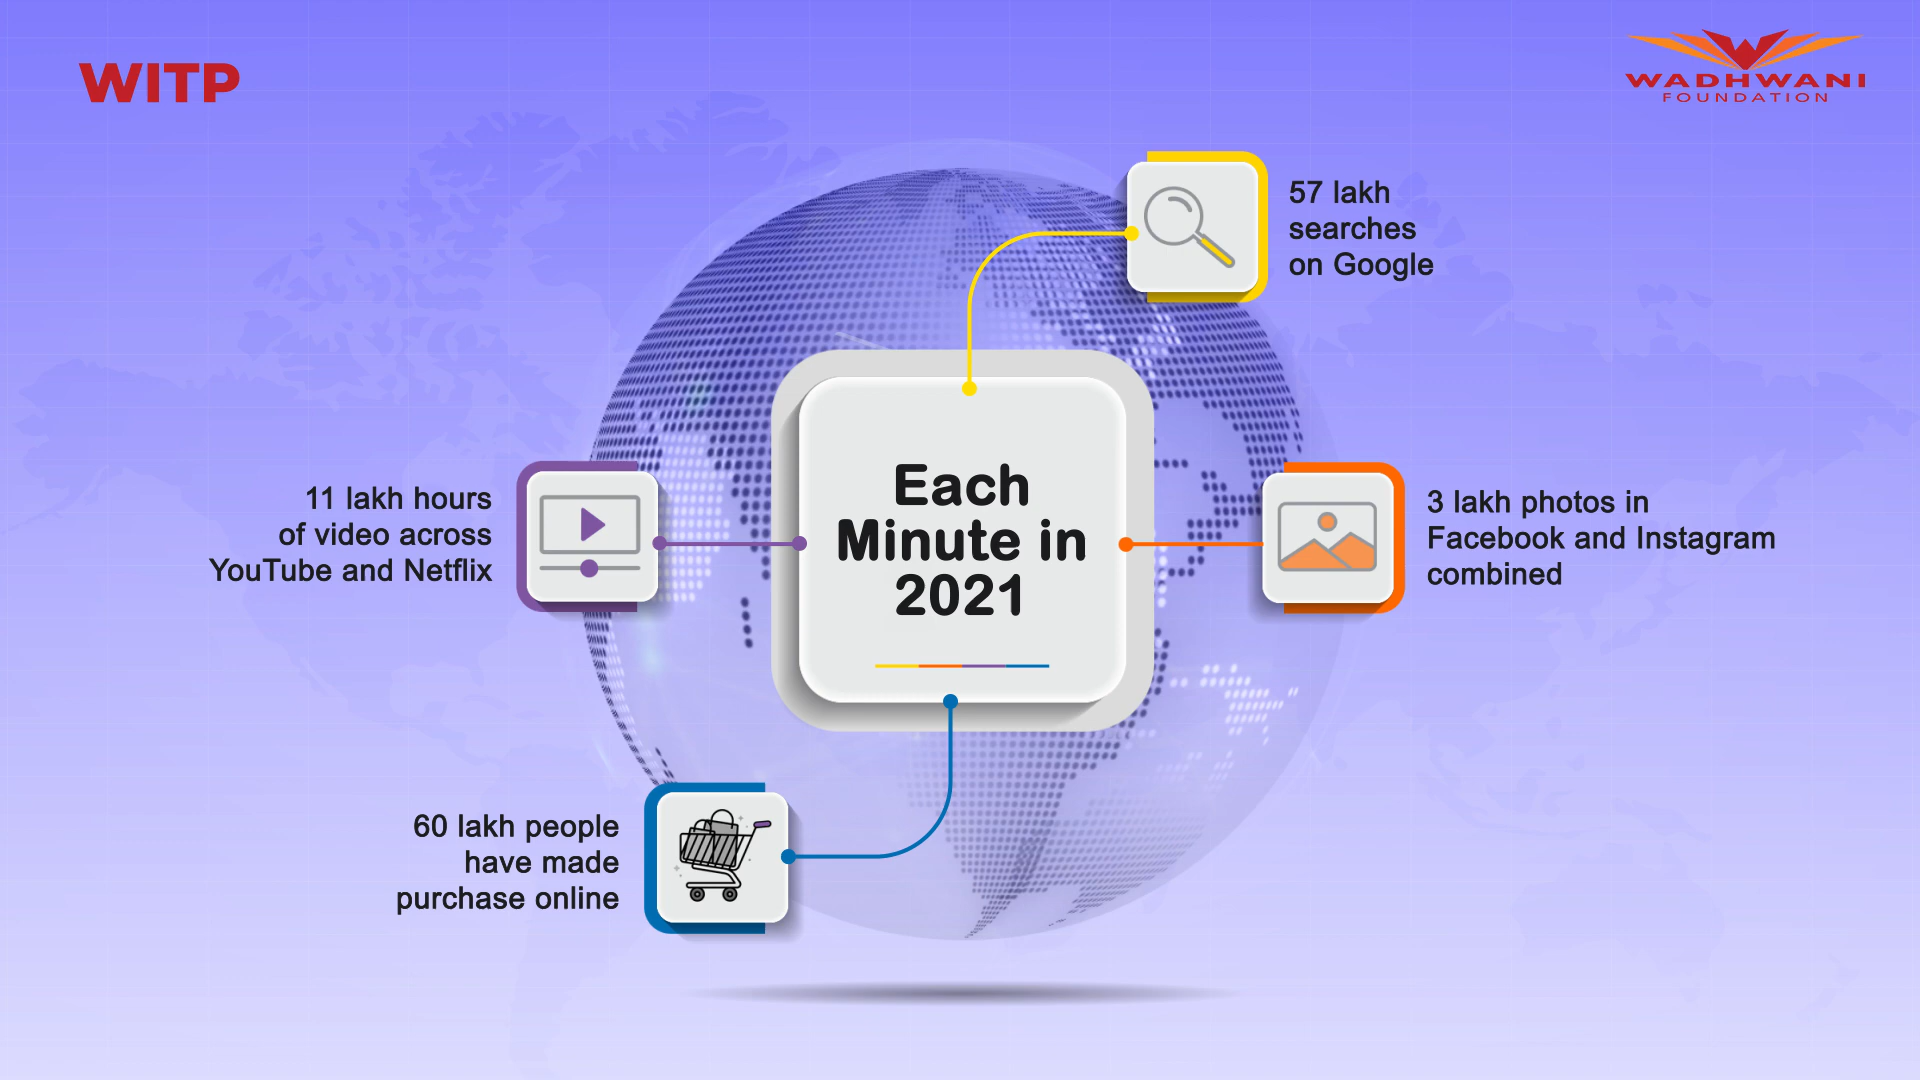 WITP
WADHWANI
FOUNDATION
57 lakh
searches
on Google
Each
Minute in
2021
11 lakh hours
of video across
YouTube and Netflix
3 lakh photos in
Facebook and Instagram
combined
60 lakh people
have made
purchase online